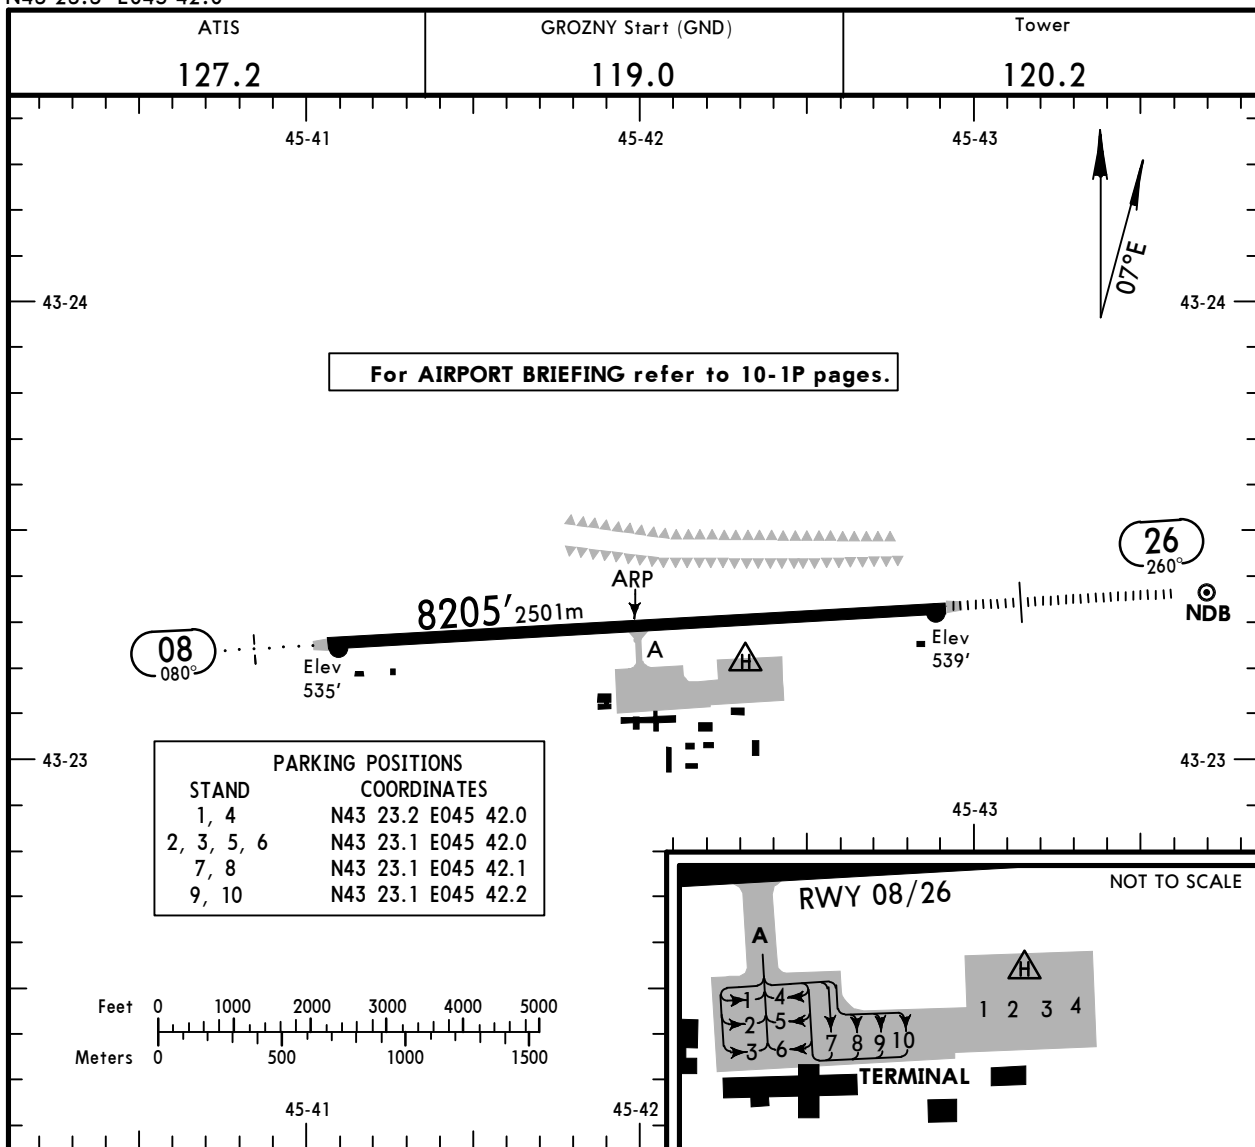 ATIS GROZNY Start (GND) Tower
127.2 119.0 120.2
45-41 45-42 45-43
07°E
43-24 43-24
For AIRPORT BRIEFING refer to 10-1P pages.
26
260°
NDB
ARP
8205' 2501m
08
080°
A
H
Elev
535'
Elev
539'
43-23 43-23
PARKING POSITIONS
STAND COORDINATES
1, 4 N43 23.2 E045 42.0
2, 3, 5, 6 N43 23.1 E045 42.0
7, 8 N43 23.1 E045 42.1
9, 10 N43 23.1 E045 42.2
45-43
RWY 08/26
NOT TO SCALE
A
H
1 4
2 5
3 6
7 8 9 10
1 2 3 4
TERMINAL
Feet 0 1000 2000 3000 4000 5000
Meters 0 500 1000 1500
45-41 45-42